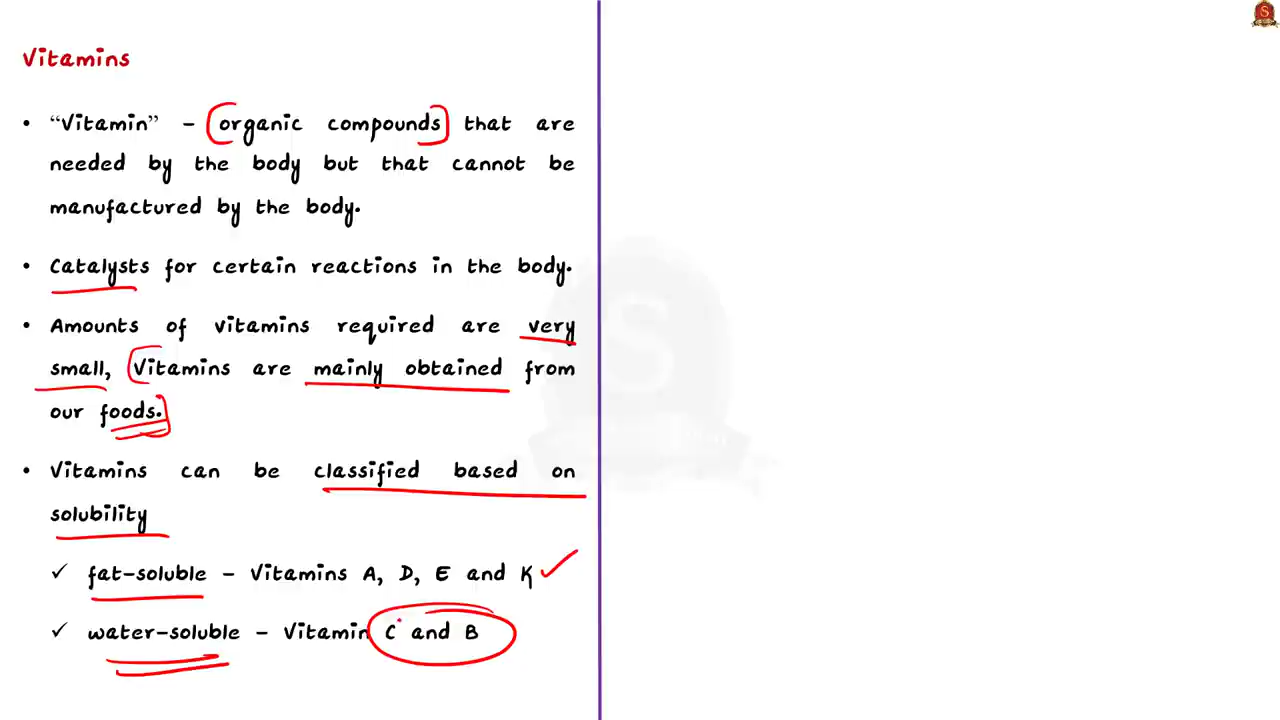 Vitamins
• “Vitamin” – organic compounds that are
needed by the body but that cannot be
manufactured by the body.
• Catalysts for certain reactions in the body.
• Amounts of vitamins required are very
small, Vitamins are mainly obtained from
our foods.
• Vitamins can be classified based on
solubility
✓ fat-soluble – Vitamins A, D, E and K
✓ water-soluble – Vitamin C and B
S